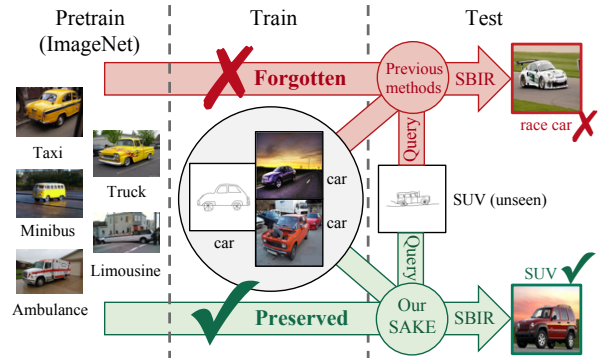 Pretrain
(ImageNet)
Train
Test
Forgotten
Previous
methods
SBIR
race car
Taxi
Truck
Minibus
Limousine
Ambulance
car
car
car
Query
SUV (unseen)
Query
Preserved
Our
SAKE
SBIR
SUV